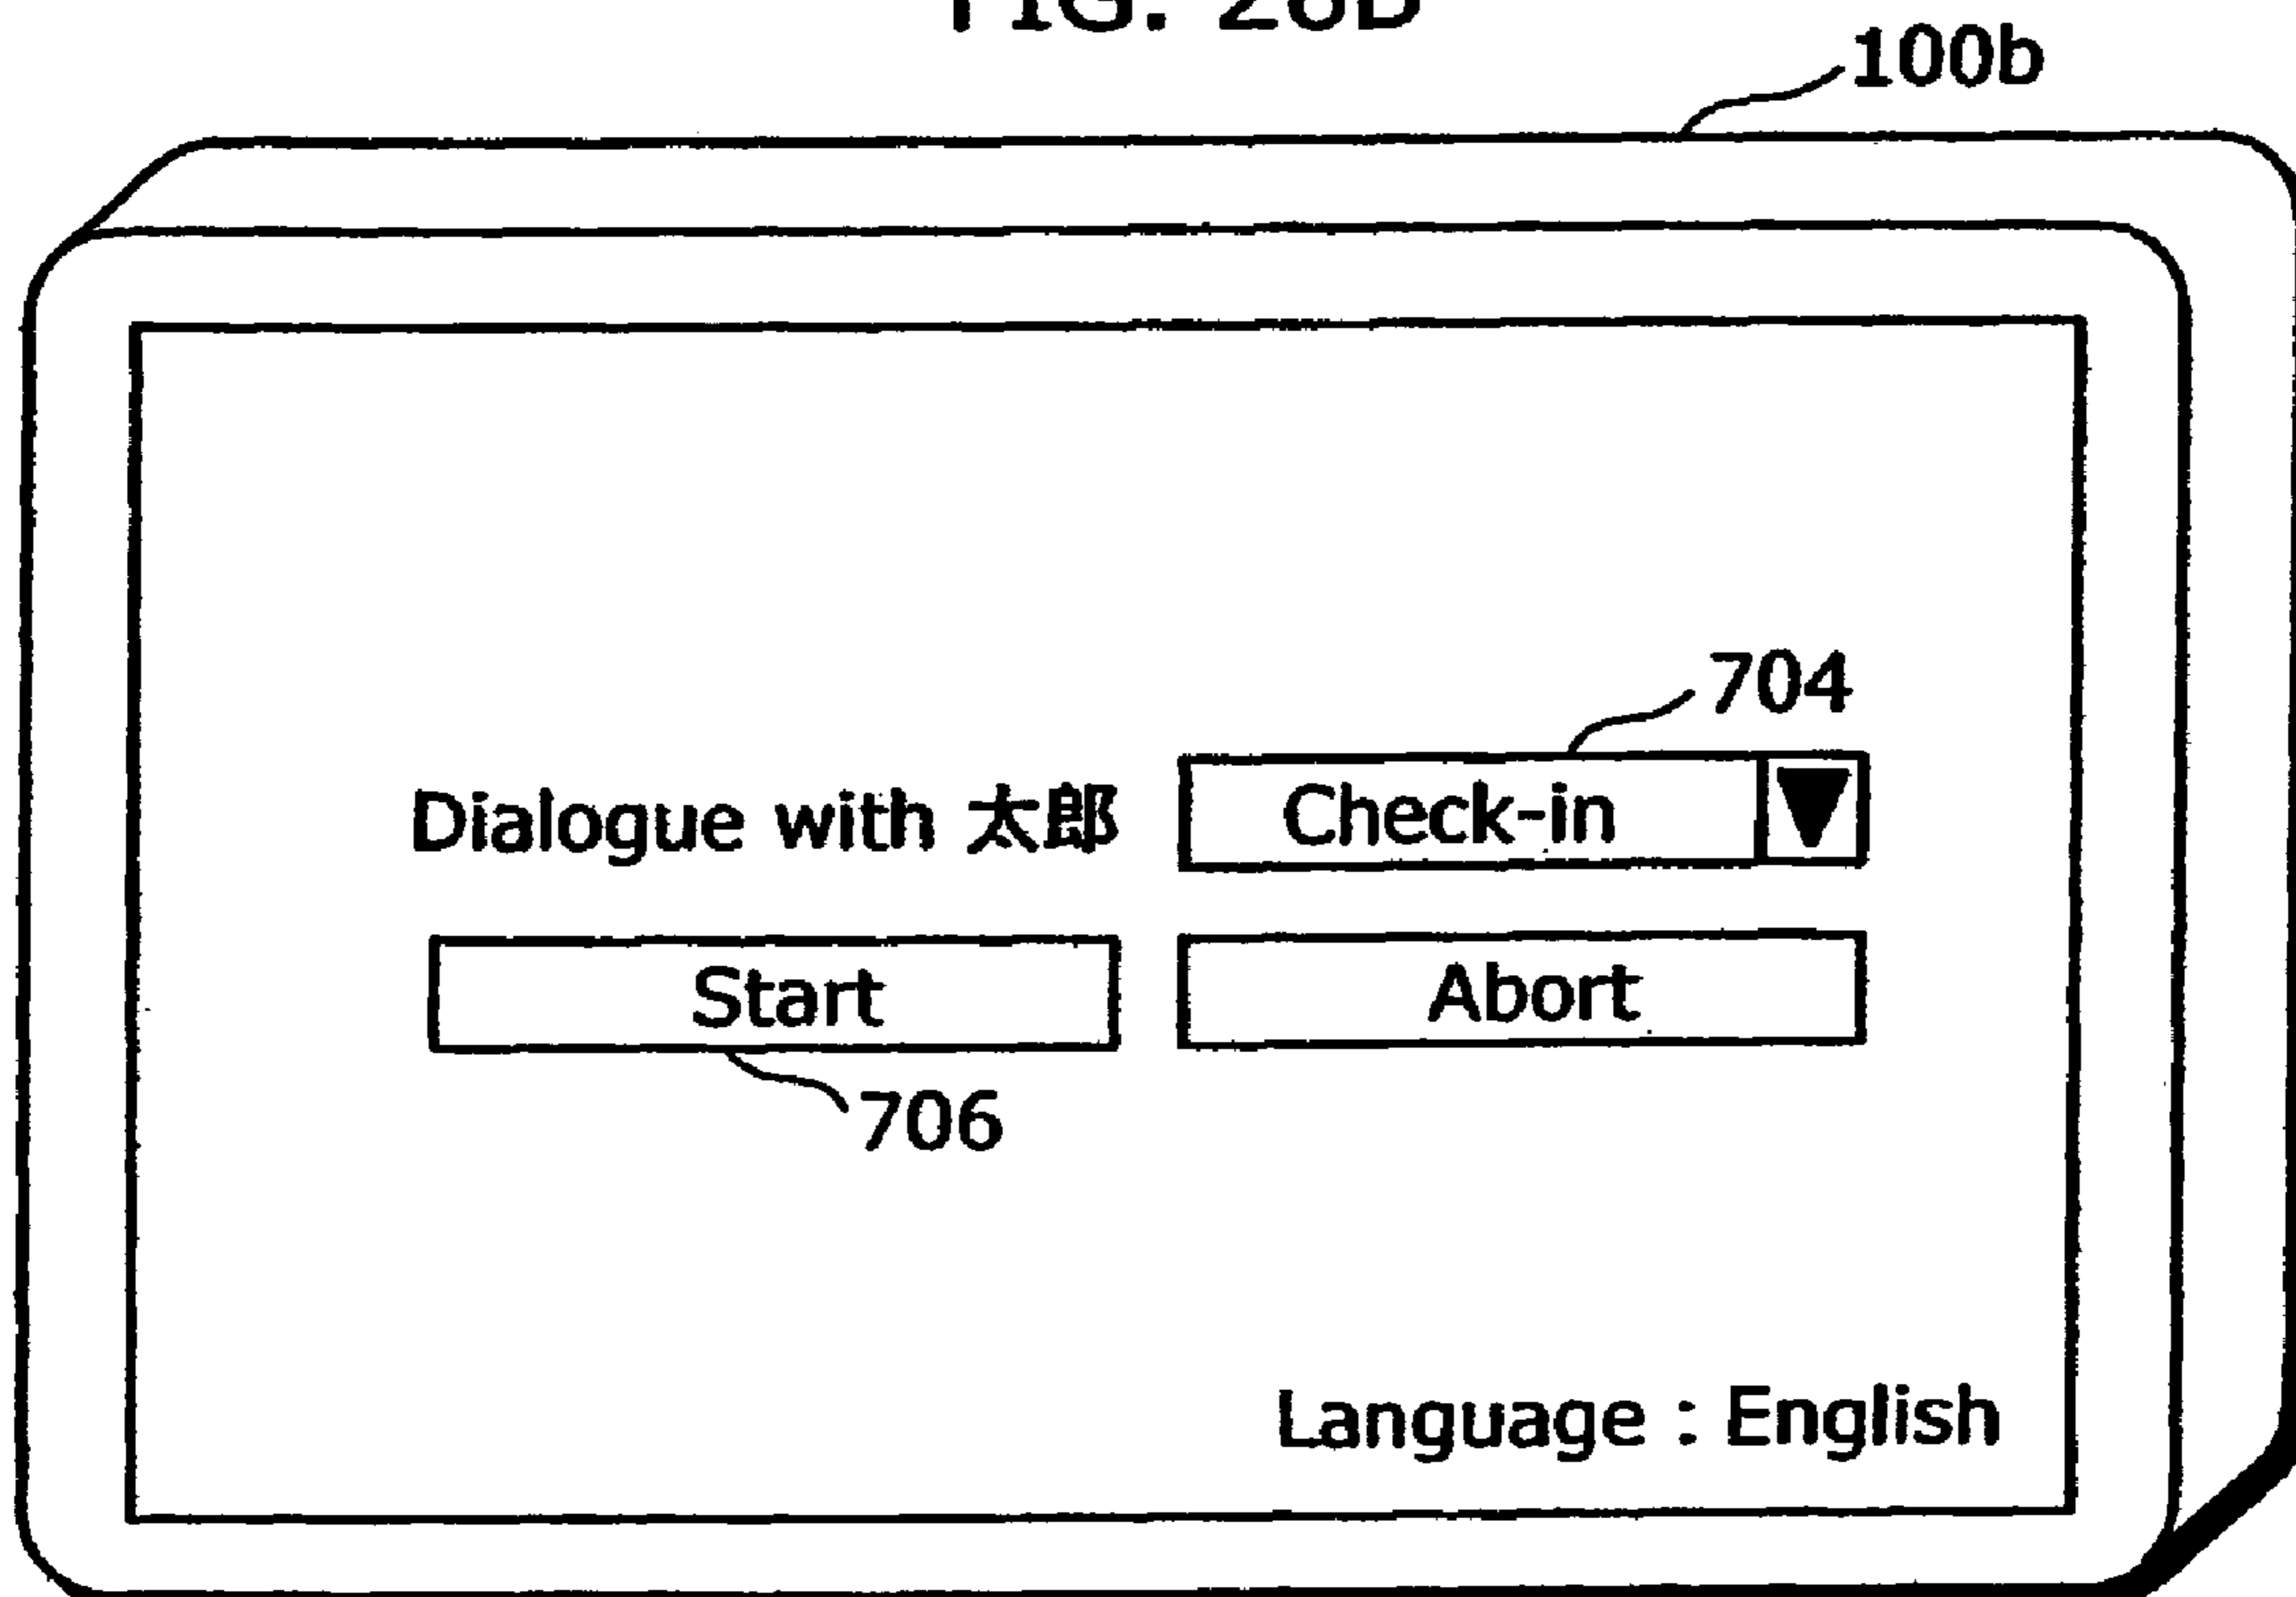 100b
704
Dialogue with 太郎 Check-in
Start Abort
706
Language : English